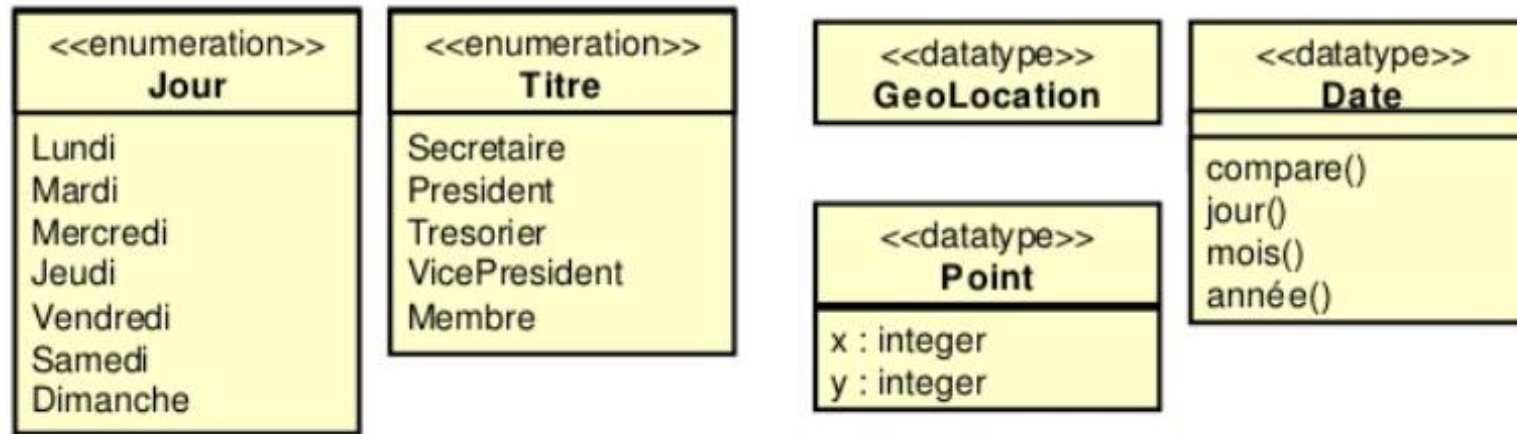 <<enumeration>>
Jour
Lundi
Mardi
Mercredi
Jeudi
Vendredi
Samedi
Dimanche
<<enumeration>>
Titre
Secretaire
President
Tresorier
VicePresident
Membre
<<datatype>>
GeoLocation
<<datatype>>
Point
x : integer
y : integer
<<datatype>>
Date
compare()
jour()
mois()
année()